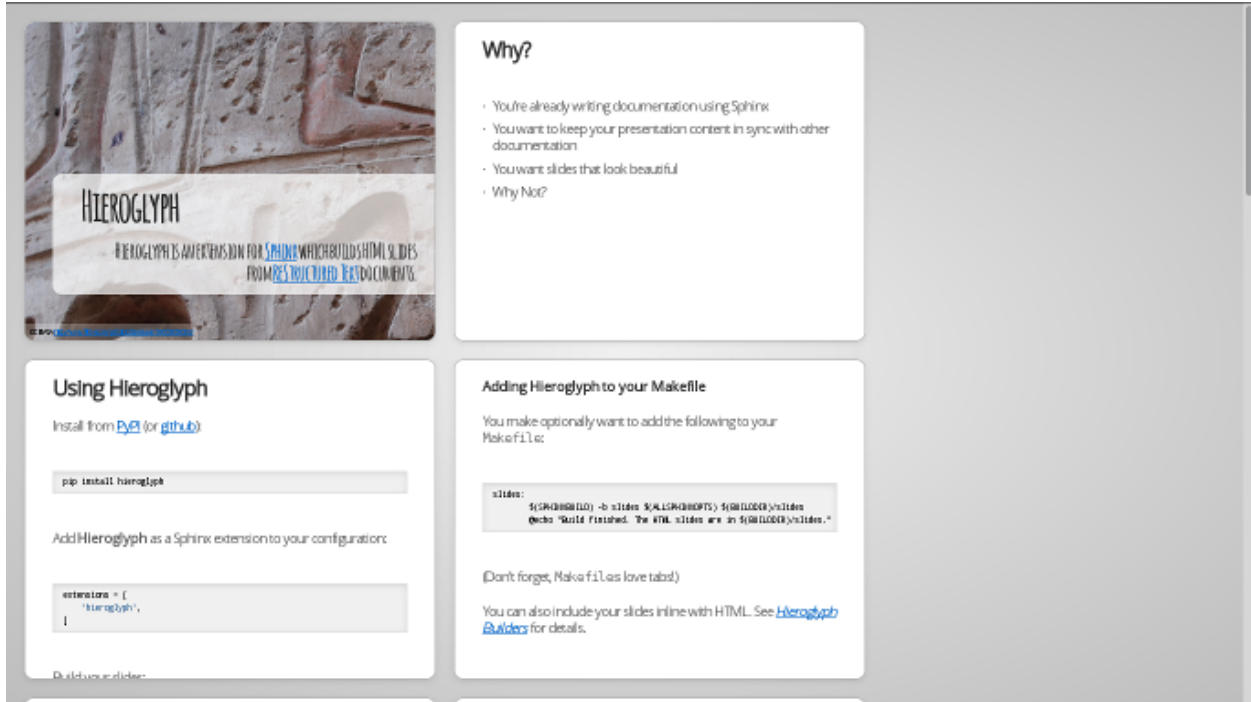 HIEROGLYPH
HIEROGLYPH IS AN EXTENSION FOR SPHINX WHICH BUILDS HTML SLIDES
FROM RESTRUCTURED TEXT DOCUMENTS.
Why?
· You're already writing documentation using Sphinx
· You want to keep your presentation content in sync with other
documentation
· You want slides that look beautiful
· Why Not?
Using Hieroglyph
Install from PyPI (or github):
pip install hieroglyph
Add Hieroglyph as a Sphinx extension to your configuration:
extensions = [
'hieroglyph',
]
Build your slides:
Adding Hieroglyph to your Makefile
You make optionally want to add the following to your
Makefile:
slides:
$(SPHINXBUILD) -b slides $(ALLSPHINXOPTS) $(BUILDDIR)/slides
@echo "Build finished. The HTML slides are in $(BUILDDIR)/slides."
(Don't forget, Makefiles love tabs!)
You can also include your slides inline with HTML. See Hieroglyph
Builders for details.